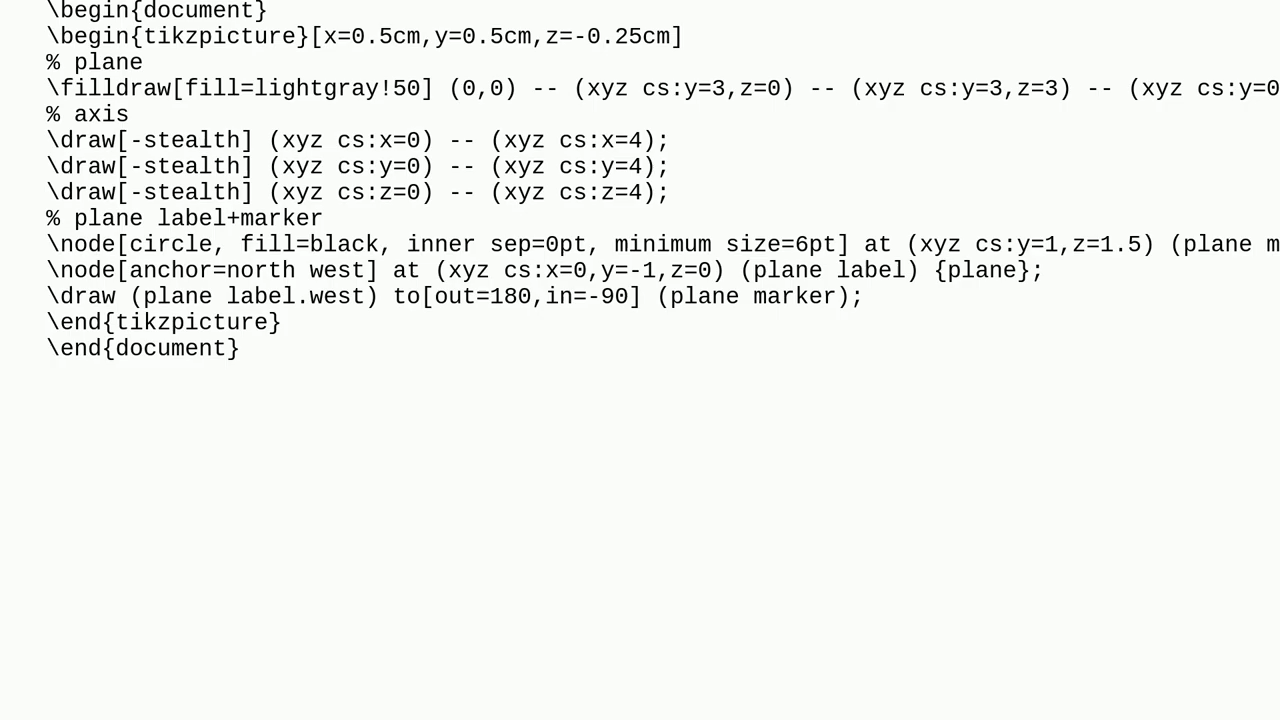 \begin{document}
\begin{tikzpicture}[x=0.5cm,y=0.5cm,z=-0.25cm]
% plane
\filldraw[fill=lightgray!50] (0,0) -- (xyz cs:y=3,z=0) -- (xyz cs:y=3,z=3) -- (xyz cs:y=0
% axis
\draw[-stealth] (xyz cs:x=0) -- (xyz cs:x=4);
\draw[-stealth] (xyz cs:y=0) -- (xyz cs:y=4);
\draw[-stealth] (xyz cs:z=0) -- (xyz cs:z=4);
% plane label+marker
\node[circle, fill=black, inner sep=0pt, minimum size=6pt] at (xyz cs:y=1,z=1.5) (plane m
\node[anchor=north west] at (xyz cs:x=0,y=-1,z=0) (plane label) {plane};
\draw (plane label.west) to[out=180,in=-90] (plane marker);
\end{tikzpicture}
\end{document}